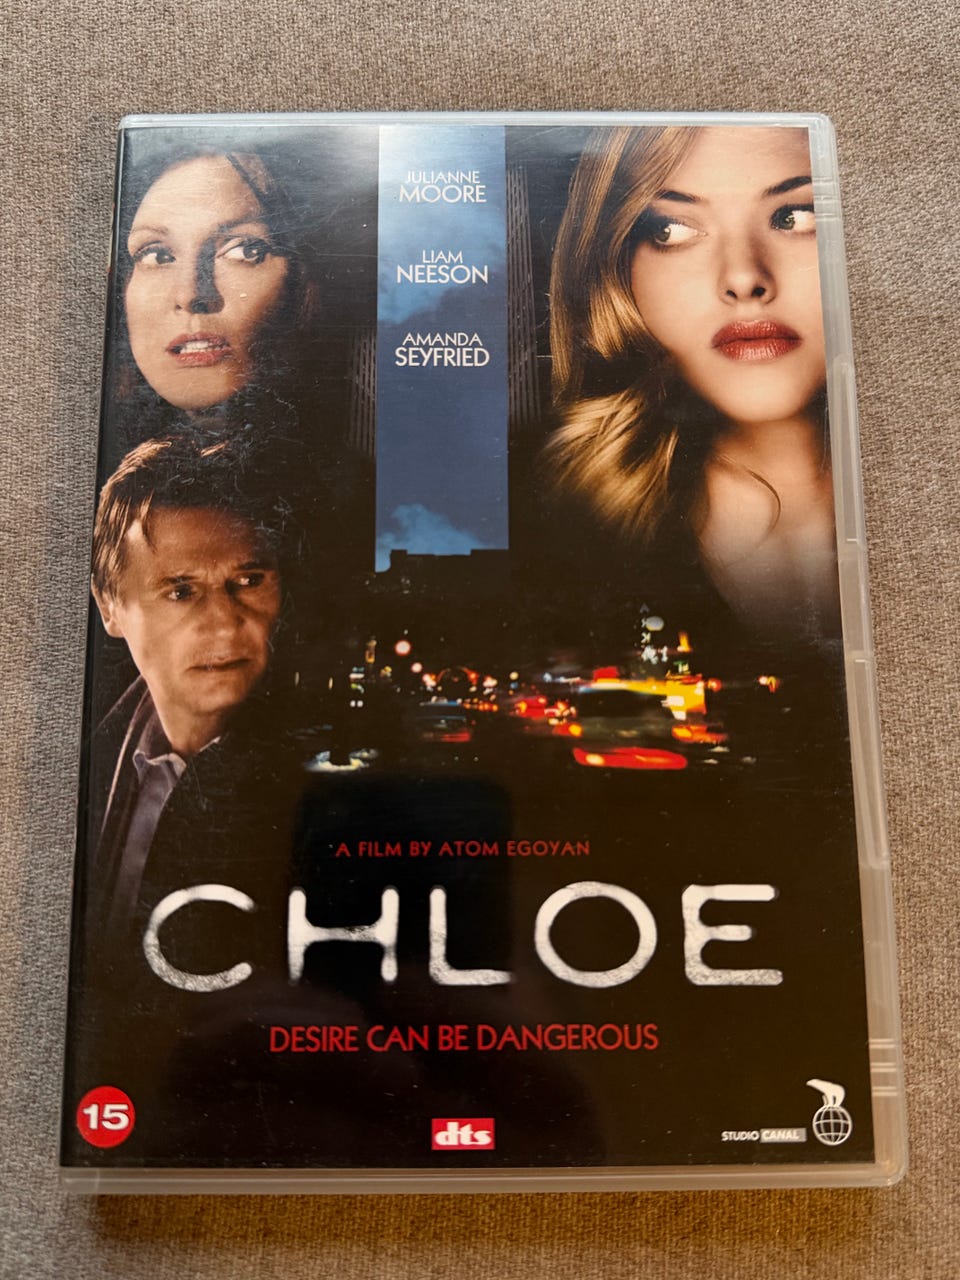 JULIANNE
MOORE
LIAM
NEESON
AMANDA
SEYFRIED
A FILM BY ATOM EGOYAN
CHLOE
DESIRE CAN BE DANGEROUS
15
dts
STUDIO CANAL